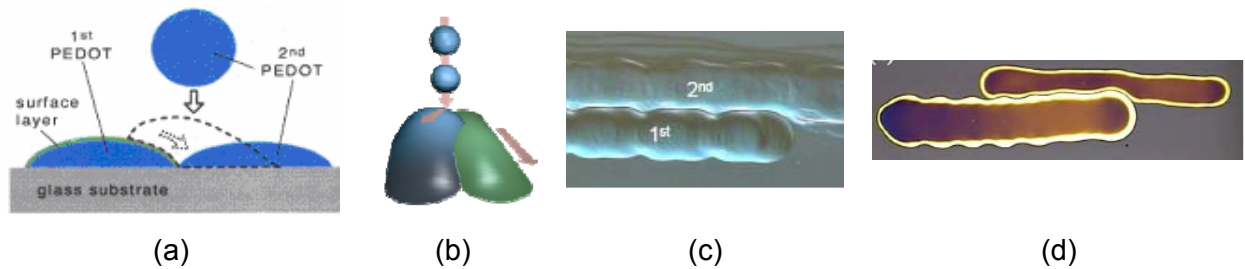 1st
PEDOT
2nd
PEDOT
surface
layer
glass substrate
2nd
1st
(a)
(b)
(c)
(d)